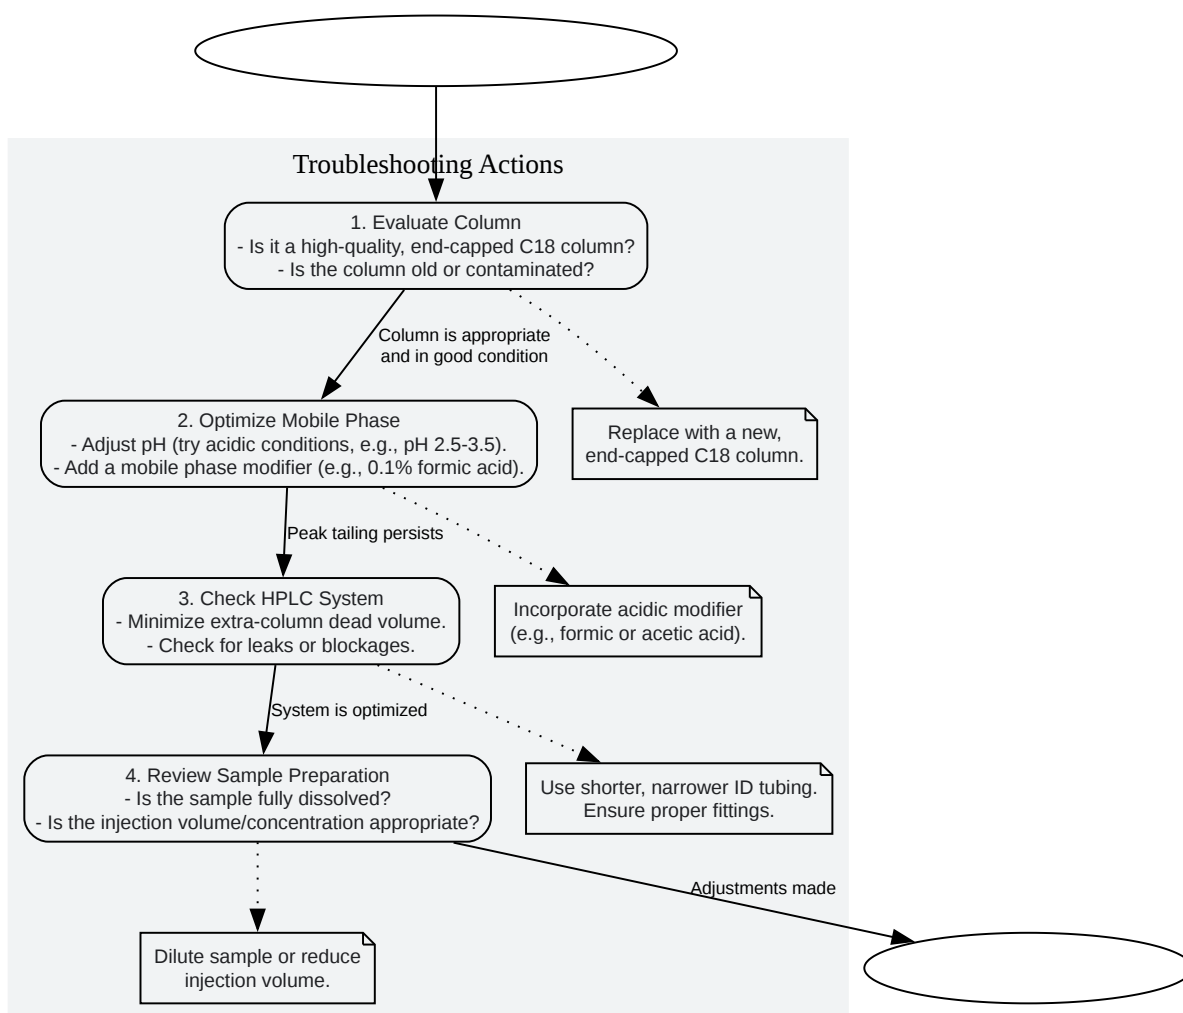 Troubleshooting Actions
1. Evaluate Column
- Is it a high-quality, end-capped C18 column?
- Is the column old or contaminated?
Column is appropriate
and in good condition
2. Optimize Mobile Phase
- Adjust pH (try acidic conditions, e.g., pH 2.5-3.5).
- Add a mobile phase modifier (e.g., 0.1% formic acid).
Replace with a new,
end-capped C18 column.
Peak tailing persists
3. Check HPLC System
- Minimize extra-column dead volume.
- Check for leaks or blockages.
Incorporate acidic modifier
(e.g., formic or acetic acid).
System is optimized
4. Review Sample Preparation
- Is the sample fully dissolved?
- Is the injection volume/concentration appropriate?
Use shorter, narrower ID tubing.
Ensure proper fittings.
Adjustments made
Dilute sample or reduce
injection volume.